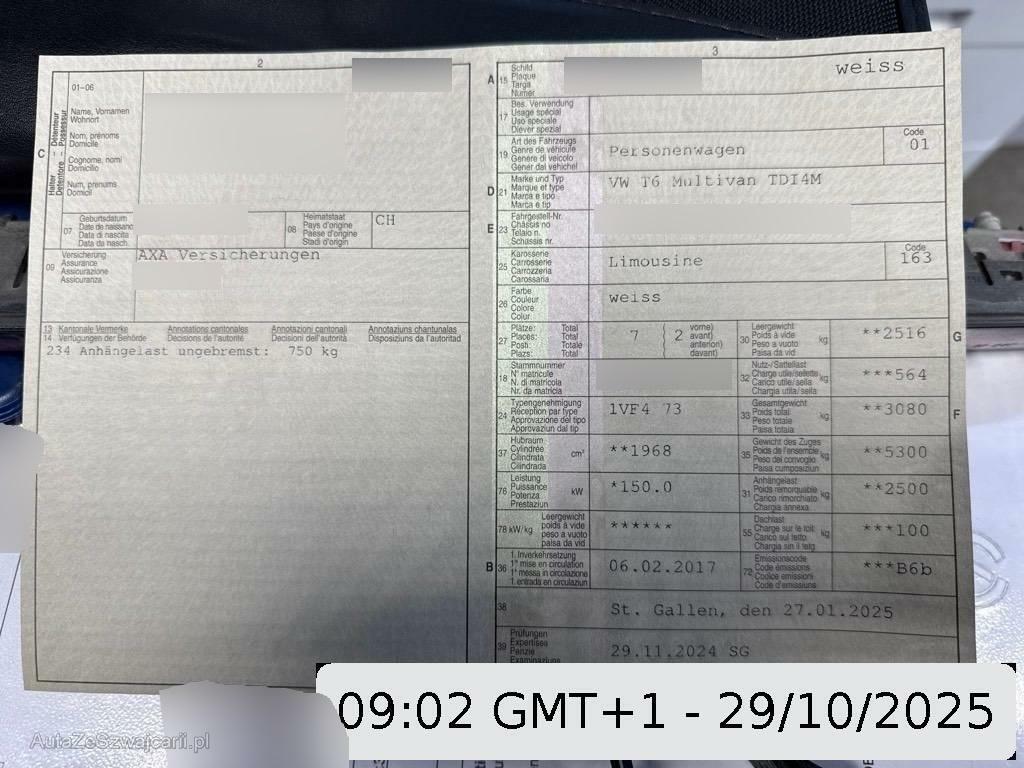 2
01-06
Name, Vornamen
Wohnort
Nom, prénoms
Domicile
Cognome, nomi
Domicilio
Num, prenums
Domicil
C
Halter
Détenteur
Detentore
Possessur
07
Geburtsdatum
Date de naissanc
Data di nascita
Data da nasch.
08
Heimatstaat
Pays d'origine
Paese d'origine
Stadi d'origin
CH
09
Versicherung
Assurance
Assicurazione
Assicuranza
AXA Versicherungen
13 Kantonale Vermerke Annotations cantonales Annotazioni cantonali Annotaziuns chantunalas
14 Verfügungen der Behörde Décisions de l'autorité Decisioni dell'autorità Disposiziuns da l'autoritad
234 Anhängelast ungebremst: 750 kg
3
A 15
Schild
Plaque
Targa
Numer
weiss
17
Bes. Verwendung
Usage spécial
Uso speciale
Diever spezial
19
Art des Fahrzeugs
Genre de véhicule
Genere di veicolo
Gener dal vehichel
Personenwagen
Code
01
D 21
Marke und Typ
Marque et type
Marca e tipo
Marca e tip
VW T6 Multivan TDI4M
E 23
Fahrgestell-Nr.
Châssis no
Telaio n.
Schassis nr.
25
Karosserie
Carrosserie
Carrozzeria
Carossaria
Limousine
Code
163
26
Farbe
Couleur
Colore
Colur
weiss
27
Plätze: Total
Places: Total
Posti: Totale
Plazs: Total
7 { 2
vorne)
avant)
anteriori)
davant)
30
Leergewicht
Poids à vide
Peso a vuoto
Paisa da vid
kg
**2516
G
18
Stammnummer
N° matricule
N. di matricola
Nr. da matricla
32
Nutz-/Sattellast
Charge utile/sellette
Carico utile/sella
Chargia utila/sella
kg
***564
24
Typengenehmigung
Réception par type
Approvazione del tipo
Approvaziun dal tip
1VF4 73
33
Gesamtgewicht
Poids total
Peso totale
Paisa totala
kg
**3080
F
37
Hubraum
Cylindrée
Cilindrata
Cilindrada
cm³
**1968
35
Gewicht des Zuges
Poids de l'ensemble
Peso del convoglio
Paisa cumposiziun
kg
**5300
76
Leistung
Puissance
Potenza
Prestaziun
kW
*150.0
31
Anhängelast
Poids remorquable
Carico rimorchiato
Chargia annexa
kg
**2500
78 kW/kg
Leergewicht
poids à vide
peso a vuoto
paisa da vid
******
55
Dachlast
Charge sur le toit
Carico sul tetto
Chargia sin il tetg
kg
***100
B 36
1. Inverkehrsetzung
1re mise en circulation
1a messa in circolazione
1. entrada en circulaziun
06.02.2017
72
Emissionscode
Code émissions
Codice emissioni
Code d'emissiuns
***B6b
38
St. Gallen, den 27.01.2025
39
Prüfungen
Expertises
Perizie
Examinaziuns
29.11.2024 SG
09:02 GMT+1 - 29/10/2025
AutaZeSzwajcarii.pl